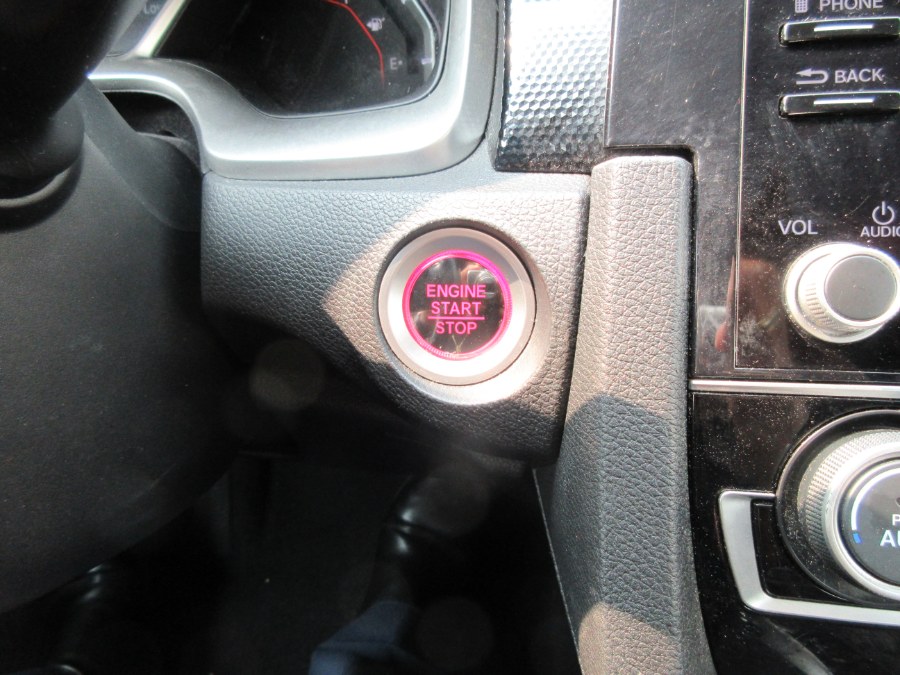 E
PHONE
BACK
VOL
AUDIO
ENGINE
START
STOP